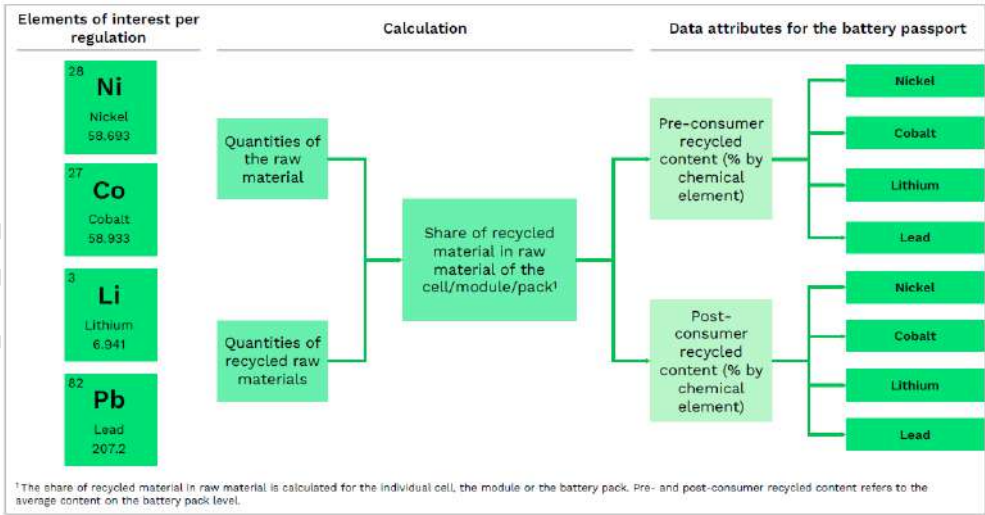 Elements of interest per
regulation
Calculation
Data attributes for the battery passport
28
Ni
Nickel
58.693
27
Co
Cobalt
58.933
3
Li
Lithium
6.941
82
Pb
Lead
207.2
Quantities of
the raw
material
Quantities of
recycled raw
materials
Share of recycled
material in raw
material of the
cell/module/pack¹
Pre-consumer
recycled
content (% by
chemical
element)
Nickel
Cobalt
Lithium
Lead
Post-
consumer
recycled
content (% by
chemical
element)
Nickel
Cobalt
Lithium
Lead
¹The share of recycled material in raw material is calculated for the individual cell, the module or the battery pack. Pre- and post-consumer recycled content refers to the
average content on the battery pack level.